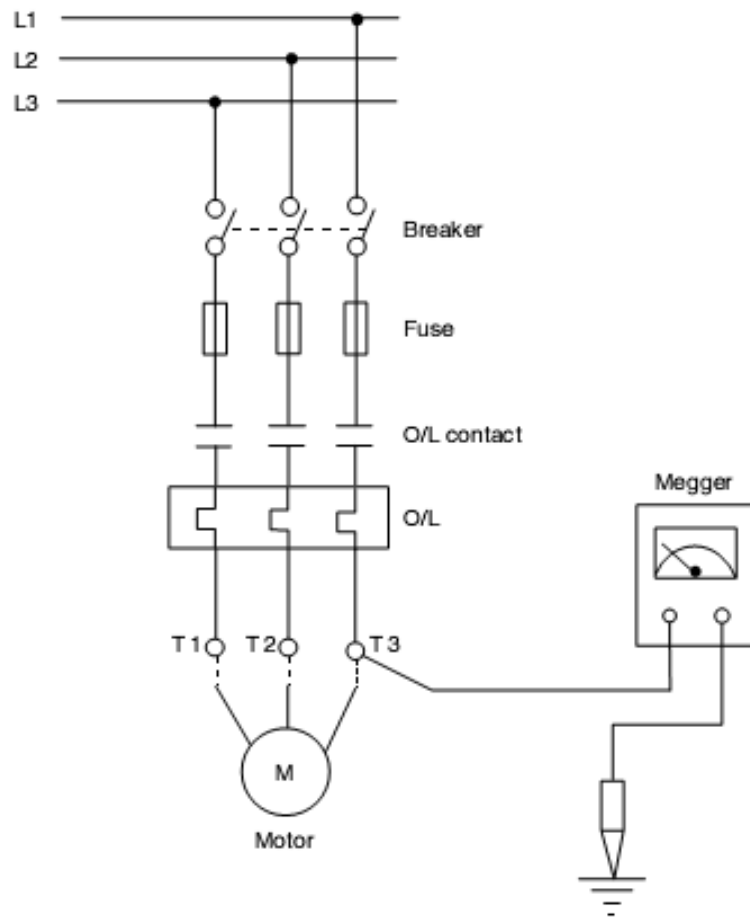 L1
L2
L3
Breaker
Fuse
O/L contact
Megger
O/L
T1 T2 T3
M
Motor